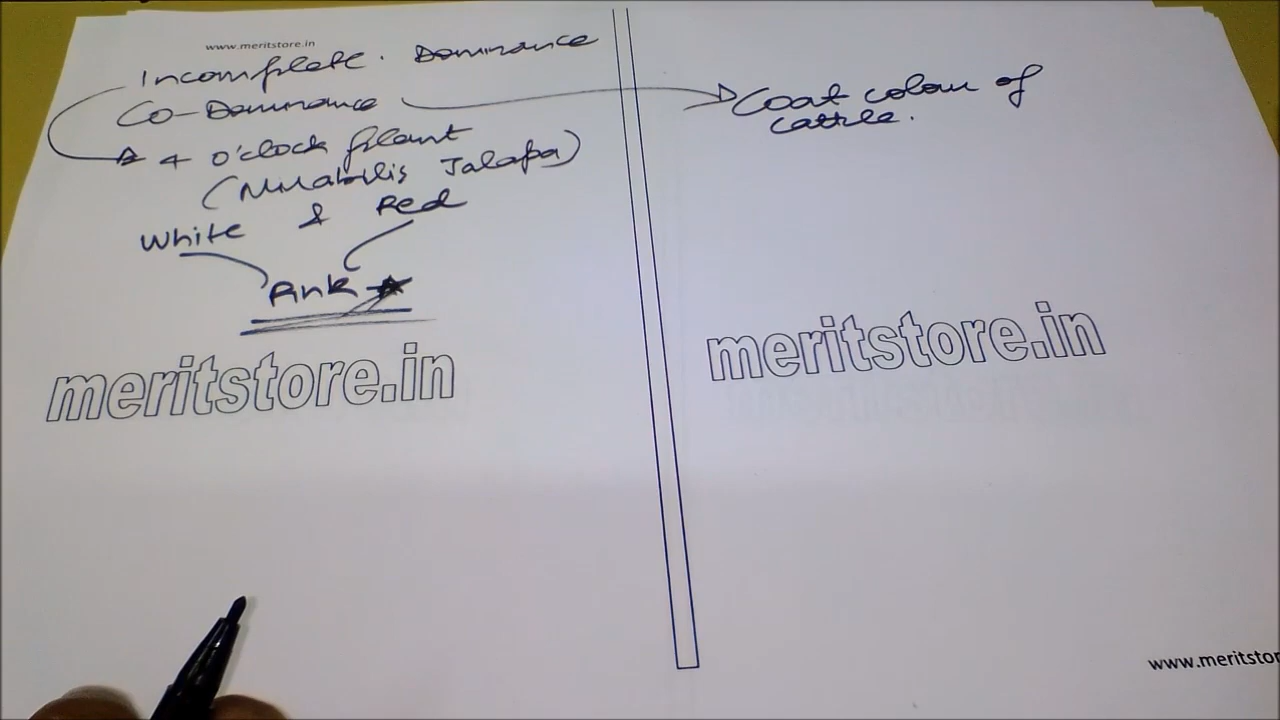 www.meritstore.in
Incomplete. Dominance
Co-Dominance
4 o'clock plant
(Mirabilis Jalapa)
White & Red
Pink
meritstore.in
Coat colour of
cattle.
meritstore.in
www.meritstor